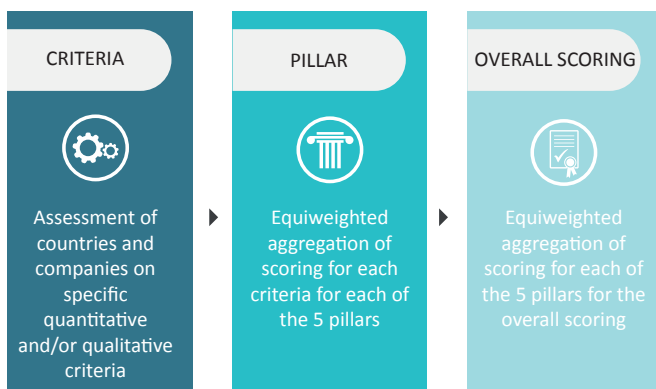 CRITERIA
Assessment of
countries and
companies on
specific
quantitative
and/or qualitative
criteria
PILLAR
Equiweighted
aggregation of
scoring for each
criteria for each of
the 5 pillars
OVERALL SCORING
Equiweighted
aggregation of
scoring for each of
the 5 pillars for the
overall scoring